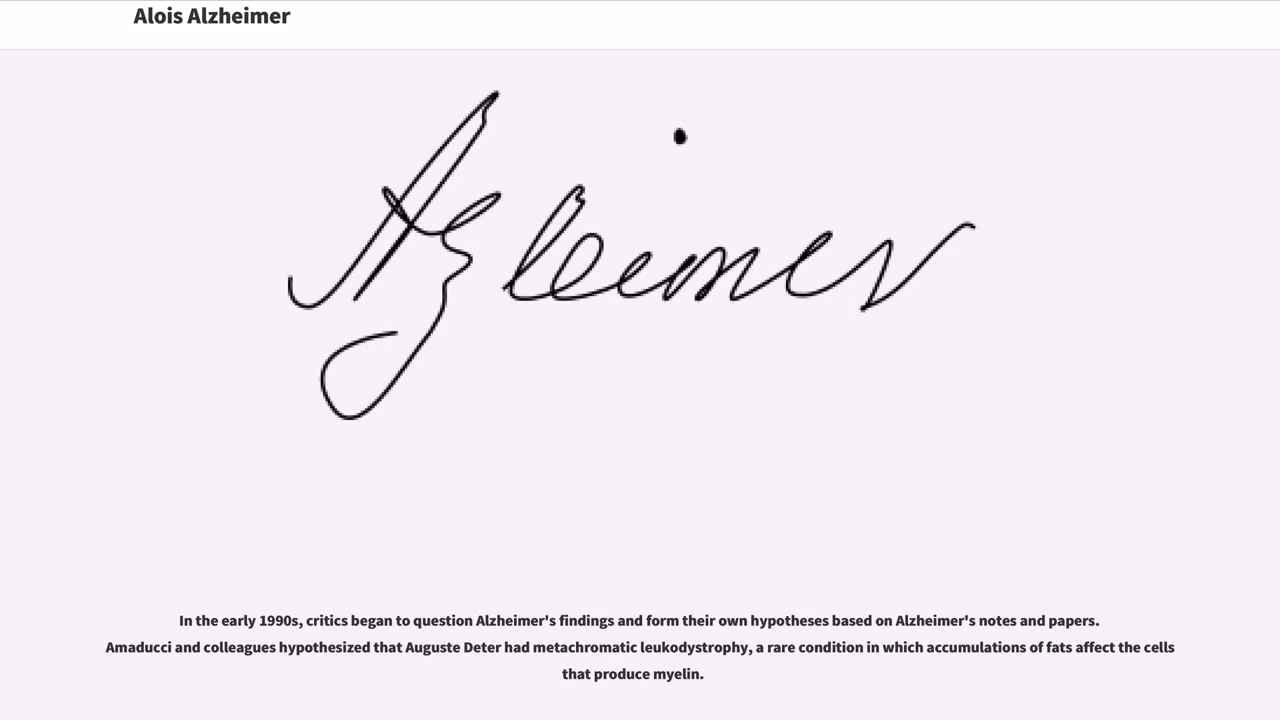 Alois Alzheimer
Alzheimer
In the early 1990s, critics began to question Alzheimer's findings and form their own hypotheses based on Alzheimer's notes and papers.
Amaducci and colleagues hypothesized that Auguste Deter had metachromatic leukodystrophy, a rare condition in which accumulations of fats affect the cells
that produce myelin.